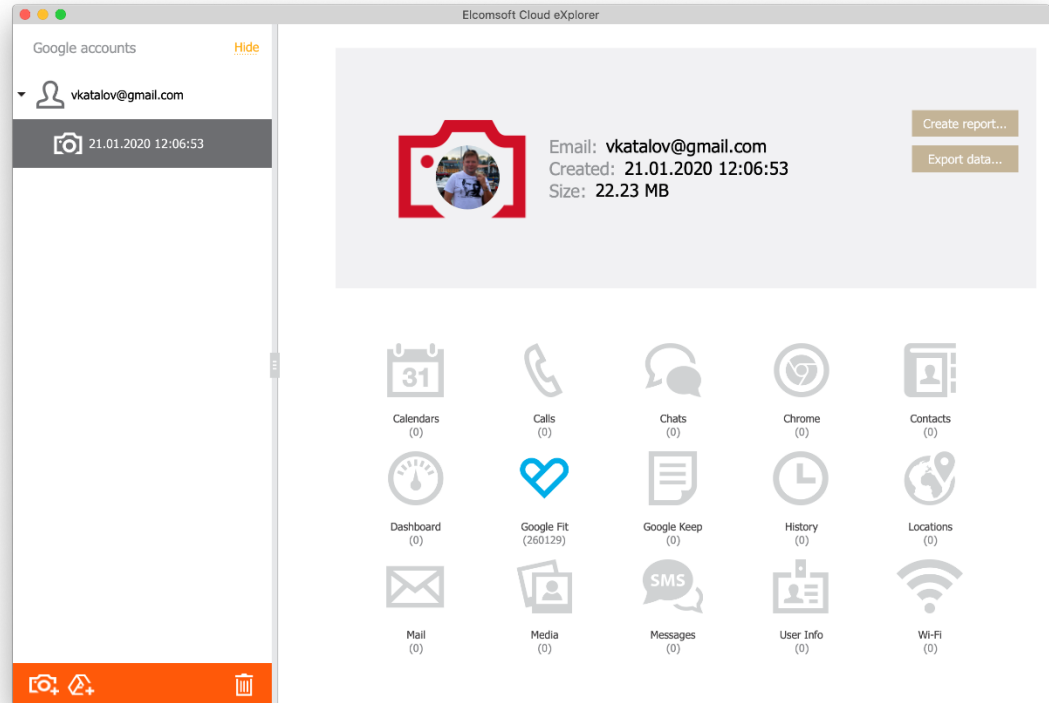 Elcomsoft Cloud eXplorer
Google accounts
Hide
vkatalov@gmail.com
21.01.2020 12:06:53
Email: vkatalov@gmail.com
Created: 21.01.2020 12:06:53
Size: 22.23 MB
Create report...
Export data...
31
Calendars
(0)
Calls
(0)
Chats
(0)
Chrome
(0)
Contacts
(0)
Dashboard
(0)
Google Fit
(260129)
Google Keep
(0)
History
(0)
Locations
(0)
Mail
(0)
Media
(0)
SMS
Messages
(0)
User Info
(0)
Wi-Fi
(0)